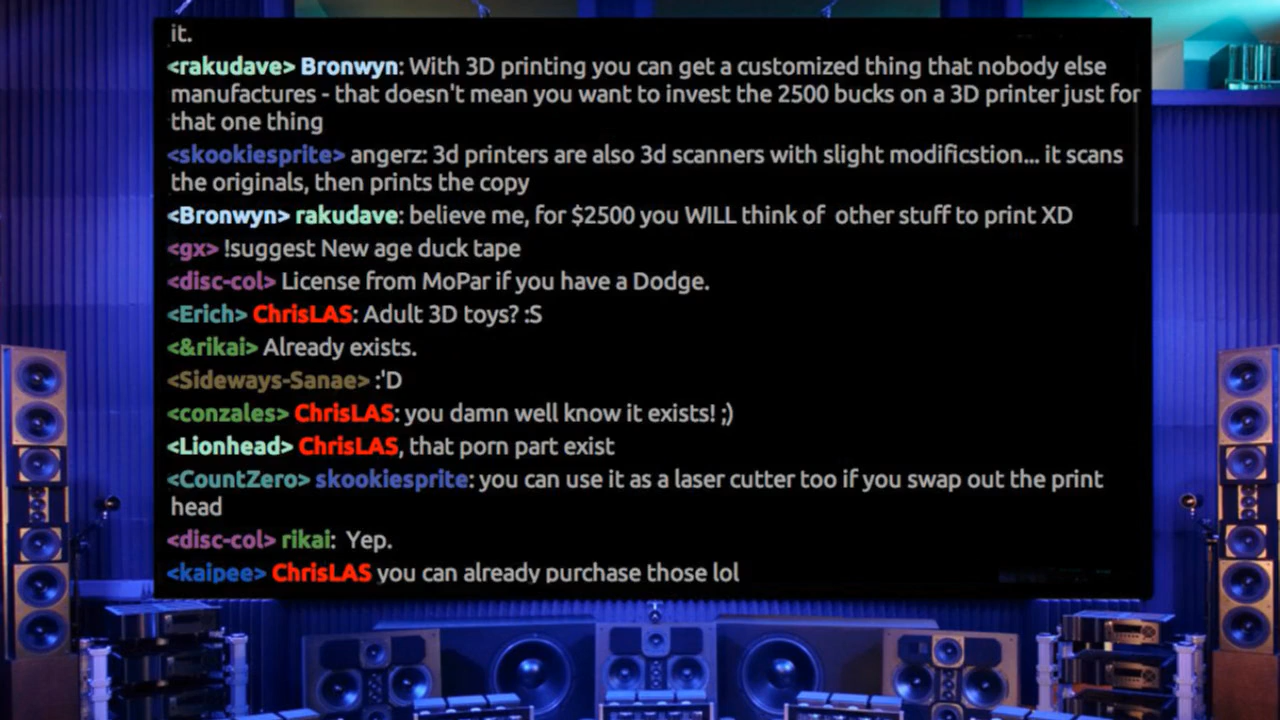 it.
<rakudave> Bronwyn: With 3D printing you can get a customized thing that nobody else
manufactures - that doesn't mean you want to invest the 2500 bucks on a 3D printer just for
that one thing
<skookiesprite> angerz: 3d printers are also 3d scanners with slight modificstion... it scans
the originals, then prints the copy
<Bronwyn> rakudave: believe me, for $2500 you WILL think of  other stuff to print XD
<gx> !suggest New age duck tape
<disc-col> License from MoPar if you have a Dodge.
<Erich> ChrisLAS: Adult 3D toys? :S
<&rikai> Already exists.
<Sideways-Sanae> :'D
<conzales> ChrisLAS: you damn well know it exists! ;)
<Lionhead> ChrisLAS, that porn part exist
<CountZero> skookiesprite: you can use it as a laser cutter too if you swap out the print
head
<disc-col> rikai:  Yep.
<kaipee> ChrisLAS you can already purchase those lol